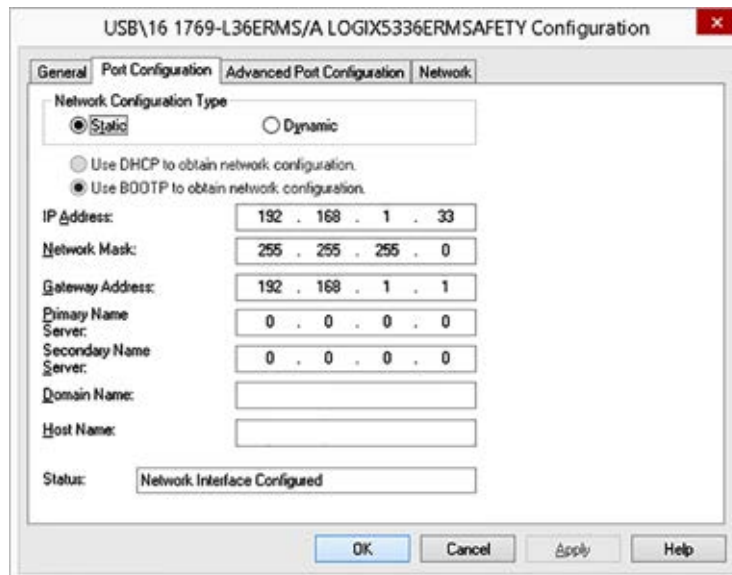 USB\16 1769-L36ERMS/A LOGIX5336ERMSAFETY Configuration
General Port Configuration Advanced Port Configuration Network
Network Configuration Type
Static Dynamic
Use DHCP to obtain network configuration.
Use BOOTP to obtain network configuration.
IP Address: 192 . 168 . 1 . 33
Network Mask: 255 . 255 . 255 . 0
Gateway Address: 192 . 168 . 1 . 1
Primary Name
Server: 0 . 0 . 0 . 0
Secondary Name
Server: 0 . 0 . 0 . 0
Domain Name:
Host Name:
Status: Network Interface Configured
OK Cancel Apply Help